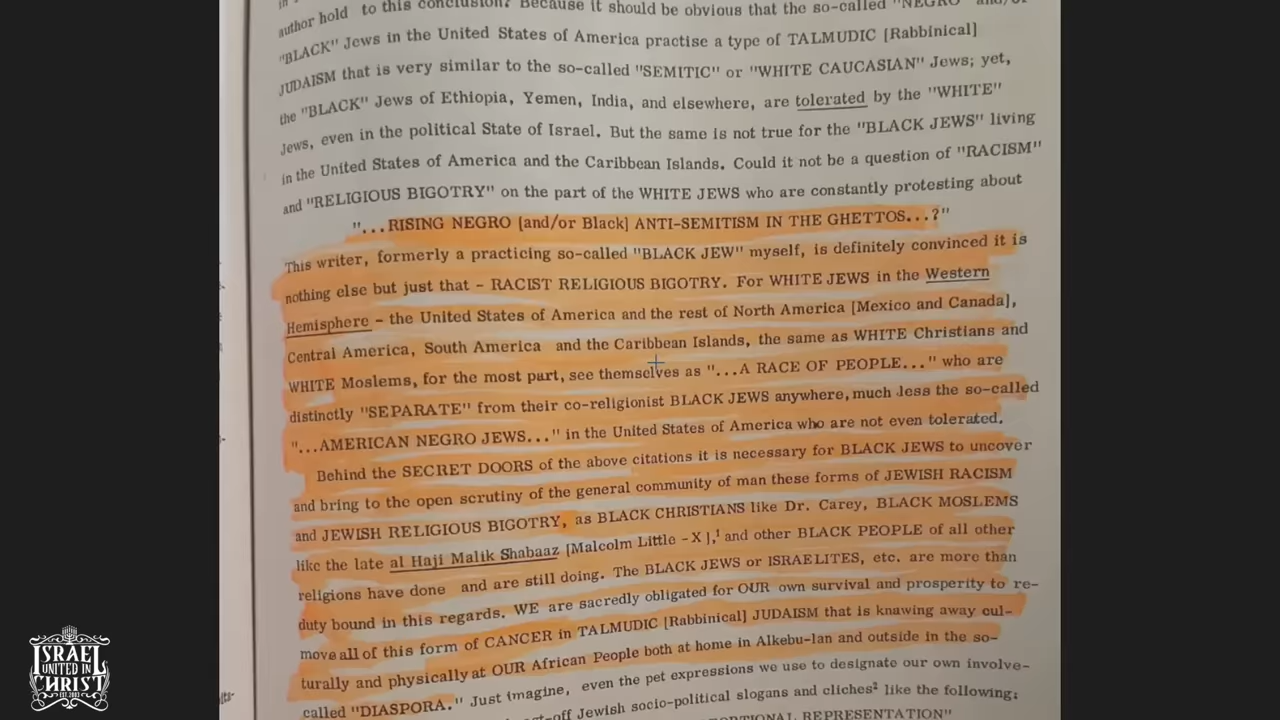 author hold to this conclusion? Because it should be obvious that the so-called "NEGRO" and/or
"BLACK" Jews in the United States of America practise a type of TALMUDIC [Rabbinical]
JUDAISM that is very similar to the so-called "SEMITIC" or "WHITE CAUCASIAN" Jews; yet,
the "BLACK" Jews of Ethiopia, Yemen, India, and elsewhere, are tolerated by the "WHITE"
Jews, even in the political State of Israel. But the same is not true for the "BLACK JEWS" living
in the United States of America and the Caribbean Islands. Could it not be a question of "RACISM"
and "RELIGIOUS BIGOTRY" on the part of the WHITE JEWS who are constantly protesting about
"...RISING NEGRO [and/or Black] ANTI-SEMITISM IN THE GHETTOS...?"
This writer, formerly a practicing so-called "BLACK JEW" myself, is definitely convinced it is
nothing else but just that - RACIST RELIGIOUS BIGOTRY. For WHITE JEWS in the Western
Hemisphere - the United States of America and the rest of North America [Mexico and Canada],
Central America, South America and the Caribbean Islands, the same as WHITE Christians and
WHITE Moslems, for the most part, see themselves as "...A RACE OF PEOPLE..." who are
distinctly "SEPARATE" from their co-religionist BLACK JEWS anywhere, much less the so-called
"...AMERICAN NEGRO JEWS..." in the United States of America who are not even tolerated.
Behind the SECRET DOORS of the above citations it is necessary for BLACK JEWS to uncover
and bring to the open scrutiny of the general community of man these forms of JEWISH RACISM
and JEWISH RELIGIOUS BIGOTRY, as BLACK CHRISTIANS like Dr. Carey, BLACK MOSLEMS
like the late al Haji Malik Shabaaz [Malcolm Little - X],¹ and other BLACK PEOPLE of all other
religions have done and are still doing. The BLACK JEWS or ISRAELITES, etc. are more than
duty bound in this regards. WE are sacredly obligated for OUR own survival and prosperity to re-
move all of this form of CANCER in TALMUDIC [Rabbinical] JUDAISM that is knawing away cul-
turally and physically at OUR African People both at home in Alkebu-lan and outside in the so-
called "DIASPORA." Just imagine, even the pet expressions we use to designate our own involve-
Jewish socio-political slogans and cliches² like the following:
REPRESENTATION"
ISRAEL
UNITED IN
CHRIST